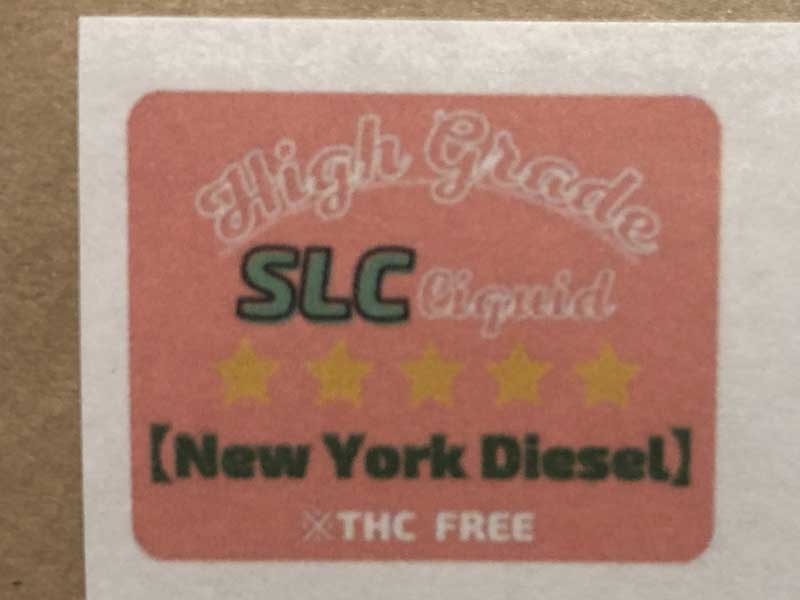 High Grade
SLC liquid
【New York Diesel】
※THC FREE